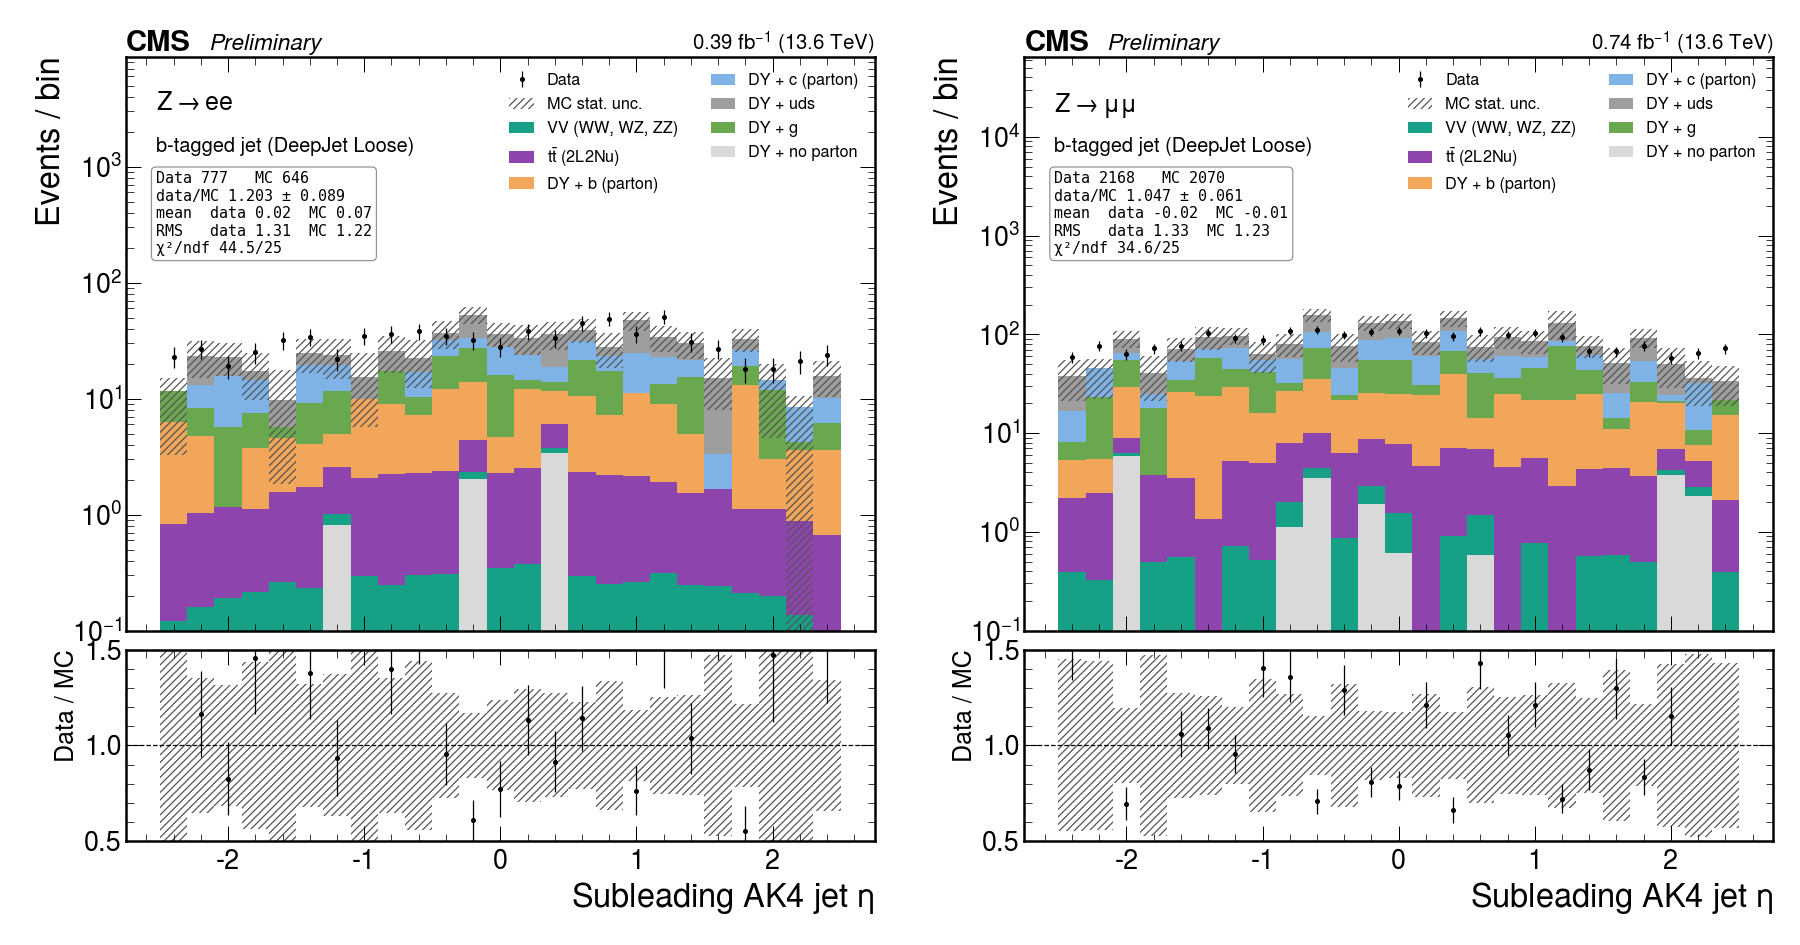 CMS Preliminary 0.39 fb⁻¹ (13.6 TeV)
Events / bin
Z → ee
b-tagged jet (DeepJet Loose)
Data 777   MC 646
data/MC 1.203 ± 0.089
mean  data 0.02  MC 0.07
RMS   data 1.31  MC 1.22
χ²/ndf 44.5/25
Data
MC stat. unc.
VV (WW, WZ, ZZ)
tt̄ (2L2Nu)
DY + b (parton)
DY + c (parton)
DY + uds
DY + g
DY + no parton
10³
10²
10¹
10⁰
10⁻¹
Data / MC
1.5
1.0
0.5
-2 -1 0 1 2
Subleading AK4 jet η
CMS Preliminary 0.74 fb⁻¹ (13.6 TeV)
Events / bin
Z → μμ
b-tagged jet (DeepJet Loose)
Data 2168   MC 2070
data/MC 1.047 ± 0.061
mean  data -0.02  MC -0.01
RMS   data 1.33  MC 1.23
χ²/ndf 34.6/25
Data
MC stat. unc.
VV (WW, WZ, ZZ)
tt̄ (2L2Nu)
DY + b (parton)
DY + c (parton)
DY + uds
DY + g
DY + no parton
10⁴
10³
10²
10¹
10⁰
10⁻¹
Data / MC
1.5
1.0
0.5
-2 -1 0 1 2
Subleading AK4 jet η